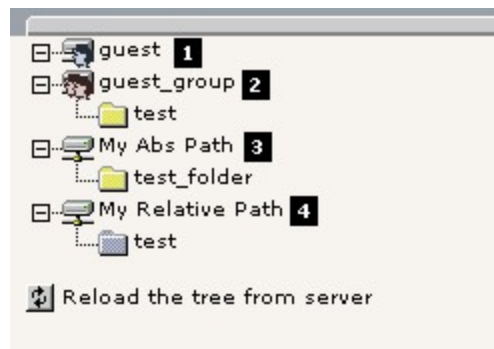 guest 1
guest_group 2
test
My Abs Path 3
test_folder
My Relative Path 4
test
Reload the tree from server